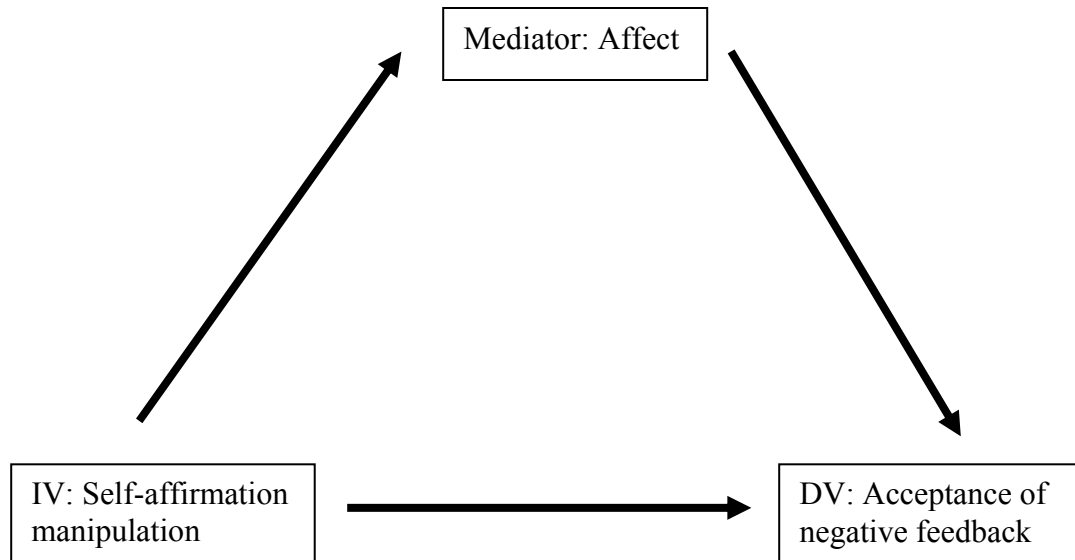 Mediator: Affect
IV: Self-affirmation
manipulation
DV: Acceptance of
negative feedback